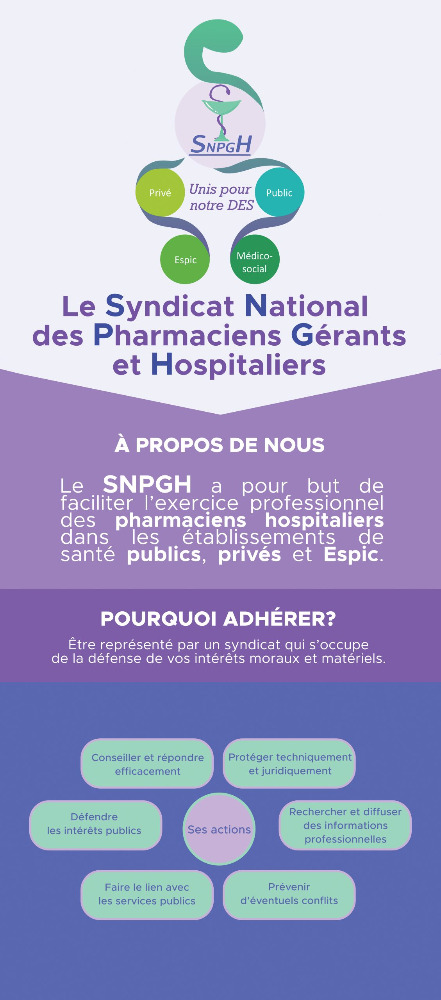 SNPGH
Privé
Unis pour
notre DES
Public
Espic
Médico-
social
Le Syndicat National
des Pharmaciens Gérants
et Hospitaliers
À PROPOS DE NOUS
Le SNPGH a pour but de
faciliter l’exercice professionnel
des pharmaciens hospitaliers
dans les établissements de
santé publics, privés et Espic.
POURQUOI ADHÉRER?
Être représenté par un syndicat qui s’occupe
de la défense de vos intérêts moraux et matériels.
Conseiller et répondre
efficacement
Protéger techniquement
et juridiquement
Défendre
les intérêts publics
Ses actions
Rechercher et diffuser
des informations
professionnelles
Faire le lien avec
les services publics
Prévenir
d’éventuels conflits